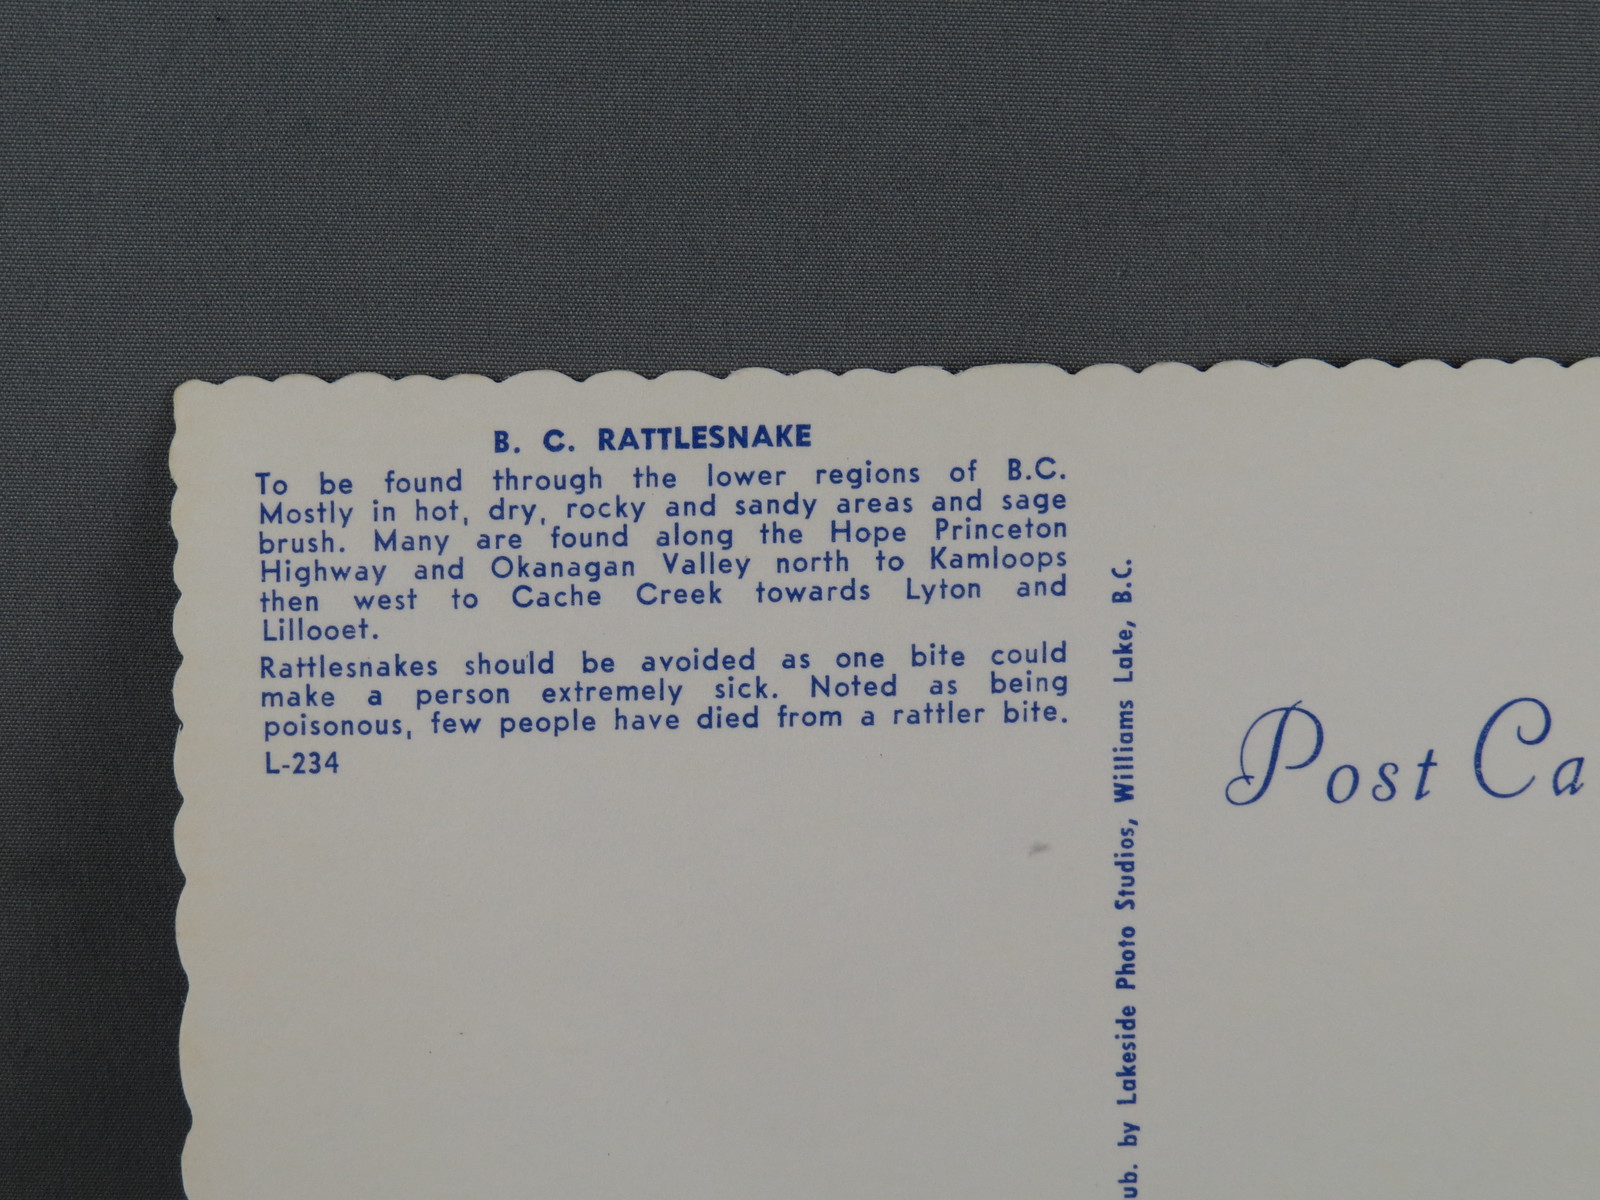 B. C. RATTLESNAKE
To be found through the lower regions of B.C.
Mostly in hot, dry, rocky and sandy areas and sage
brush. Many are found along the Hope Princeton
Highway and Okanagan Valley north to Kamloops
then west to Cache Creek towards Lyton and
Lillooet.
Rattlesnakes should be avoided as one bite could
make a person extremely sick. Noted as being
poisonous, few people have died from a rattler bite.
L-234
ub. by Lakeside Photo Studios, Williams Lake, B.C.
Post Ca